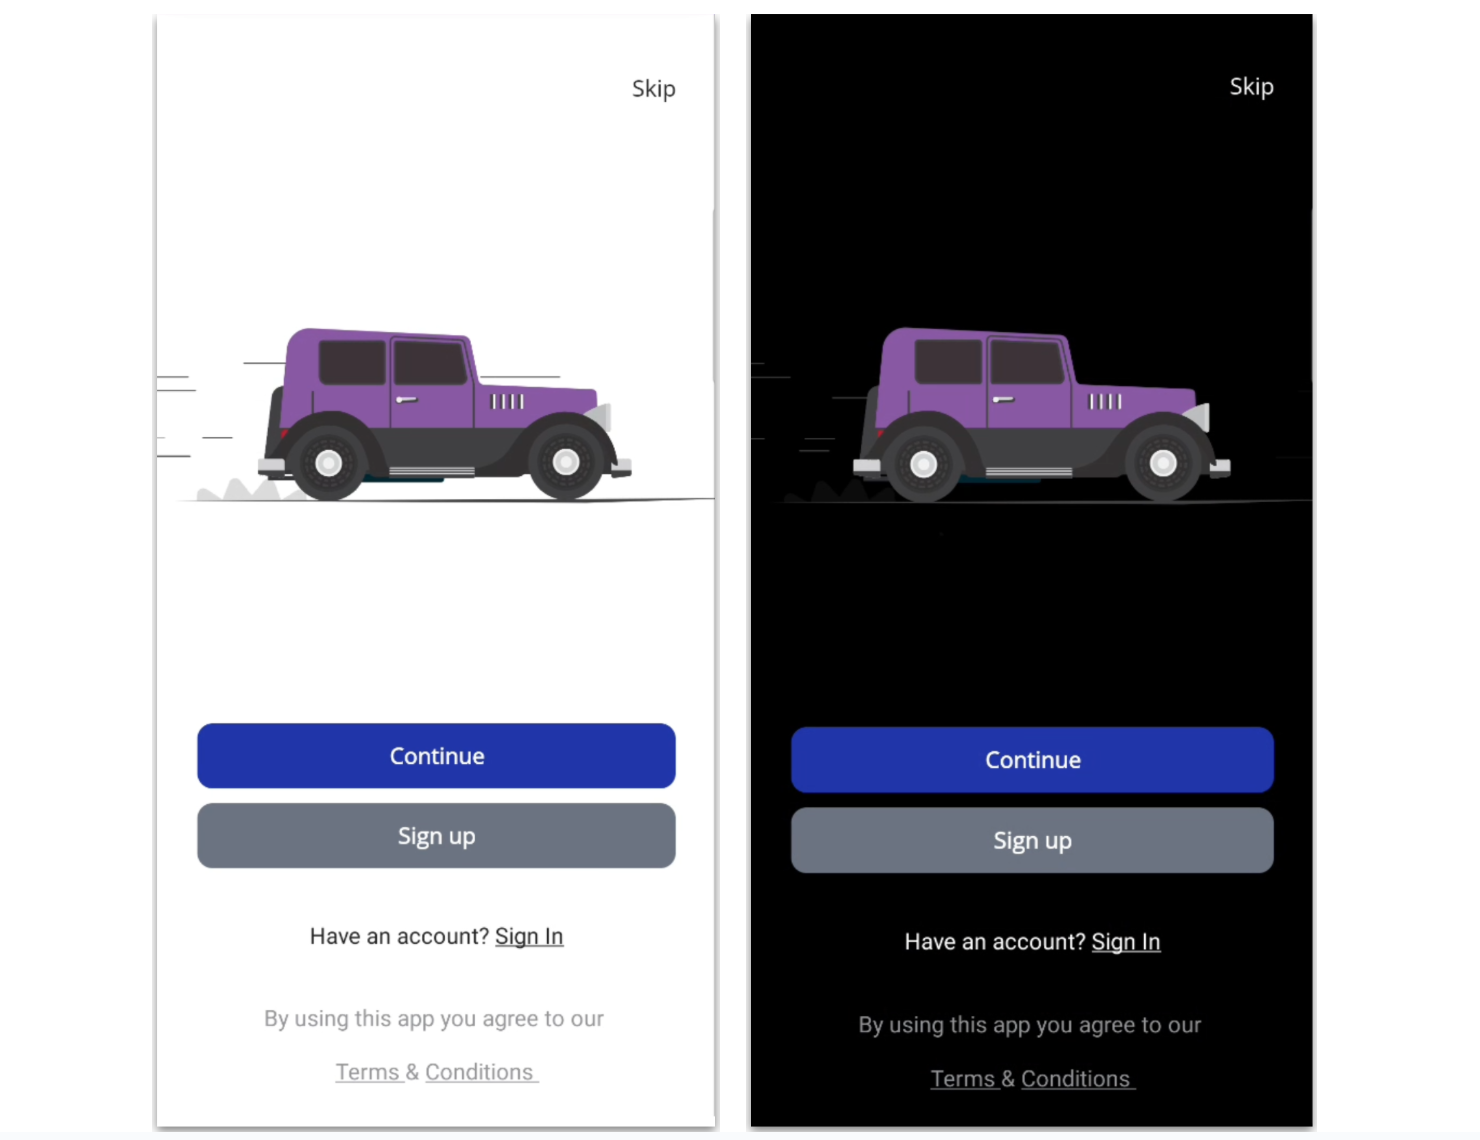 Skip
Continue
Sign up
Have an account? Sign In
By using this app you agree to our
Terms & Conditions
Skip
Continue
Sign up
Have an account? Sign In
By using this app you agree to our
Terms & Conditions